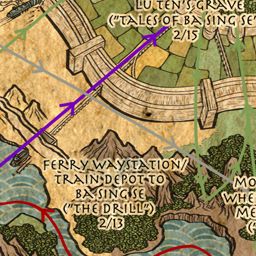 LU TEN'S GRAVE
("TALES OF BA SING SE"
2/15
FERRY WAYSTATION/
TRAIN DEPOT TO
BA SING SE
("THE DRILL")
2/13
MO
WHE
ME
("